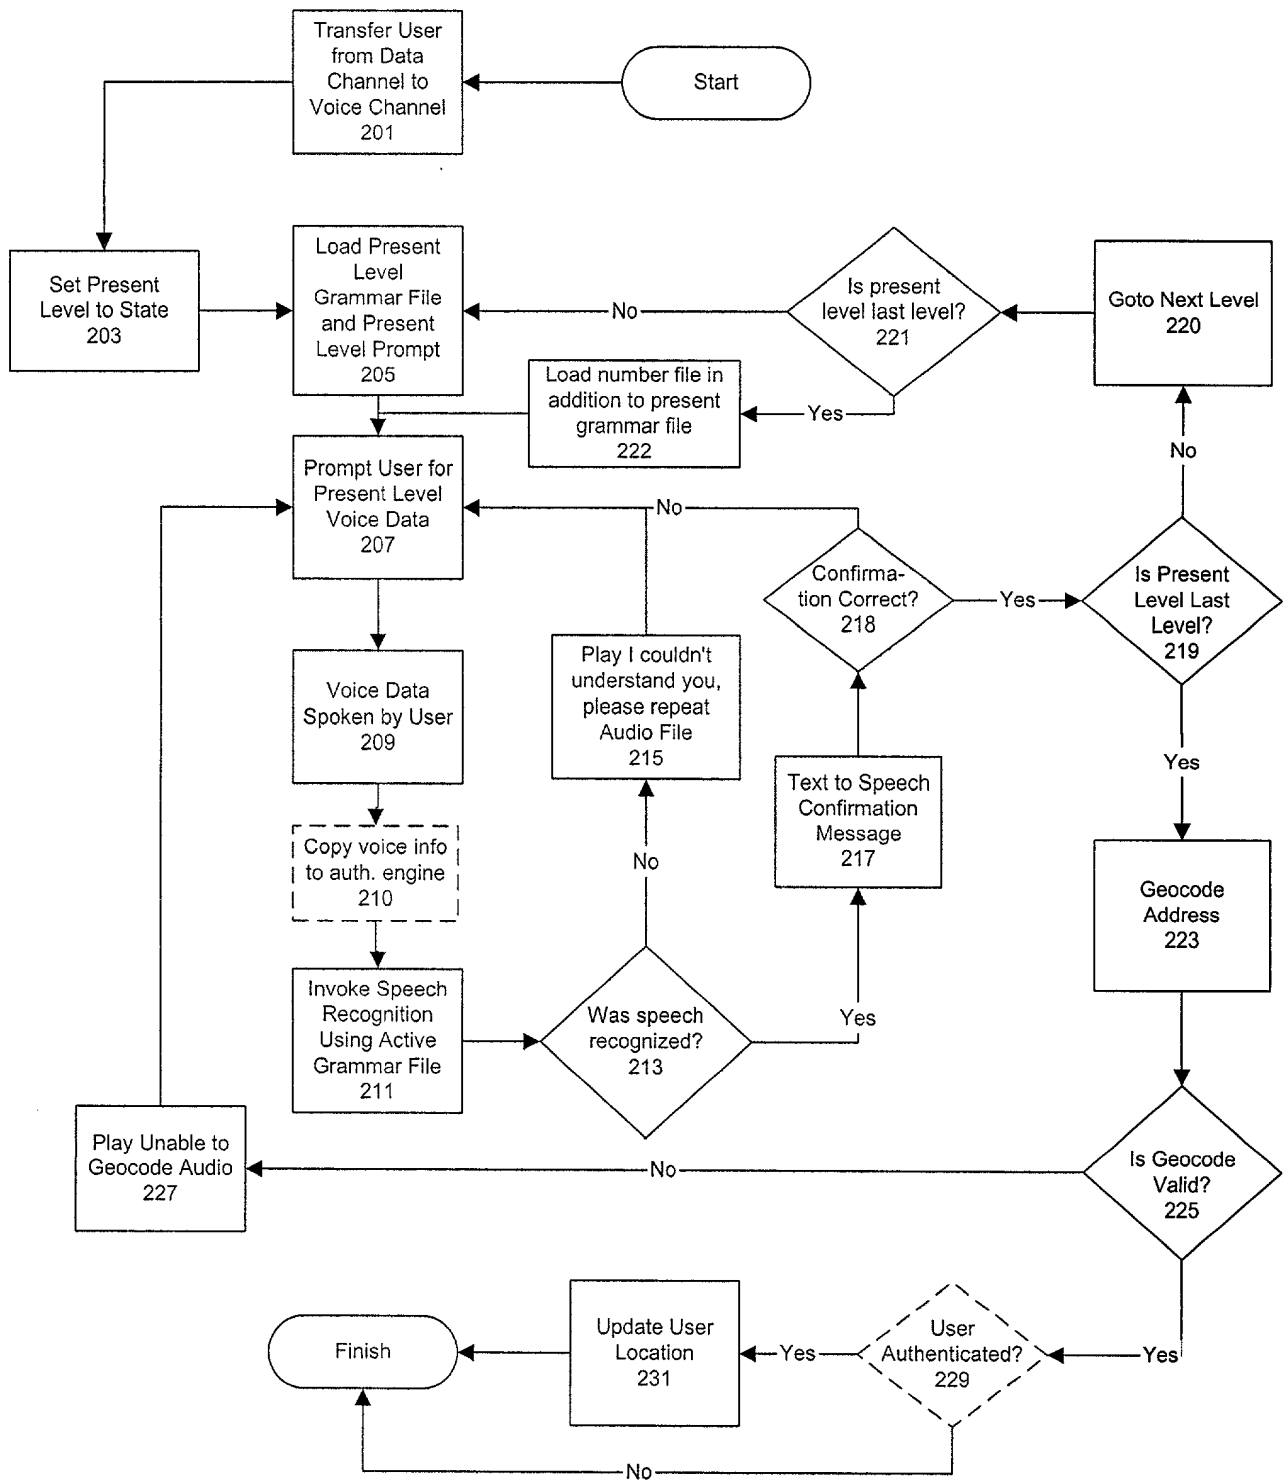 Transfer User
from Data
Channel to
Voice Channel
201
Start
Set Present
Level to State
203
Load Present
Level
Grammar File
and Present
Level Prompt
205
No
Is present
level last level?
221
Goto Next Level
220
Load number file in
addition to present
grammar file
222
Yes
No
Prompt User for
Present Level
Voice Data
207
No
Confirma-
tion Correct?
218
Yes
Is Present
Level Last
Level?
219
Voice Data
Spoken by User
209
Play I couldn't
understand you,
please repeat
Audio File
215
Yes
Text to Speech
Confirmation
Message
217
Copy voice info
to auth. engine
210
No
Geocode
Address
223
Invoke Speech
Recognition
Using Active
Grammar File
211
Was speech
recognized?
213
Yes
Play Unable to
Geocode Audio
227
No
Is Geocode
Valid?
225
Finish
Update User
Location
231
Yes
User
Authenticated?
229
Yes
No